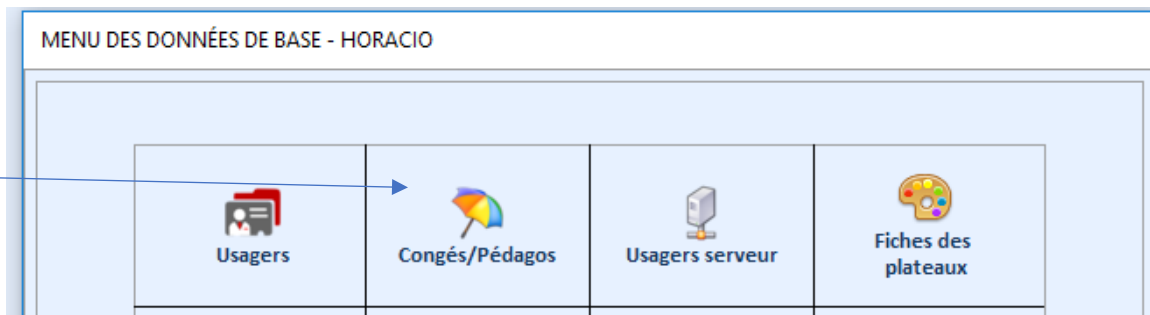 MENU DES DONNÉES DE BASE - HORACIO
Usagers
Congés/Pédagos
Usagers serveur
Fiches des
plateaux